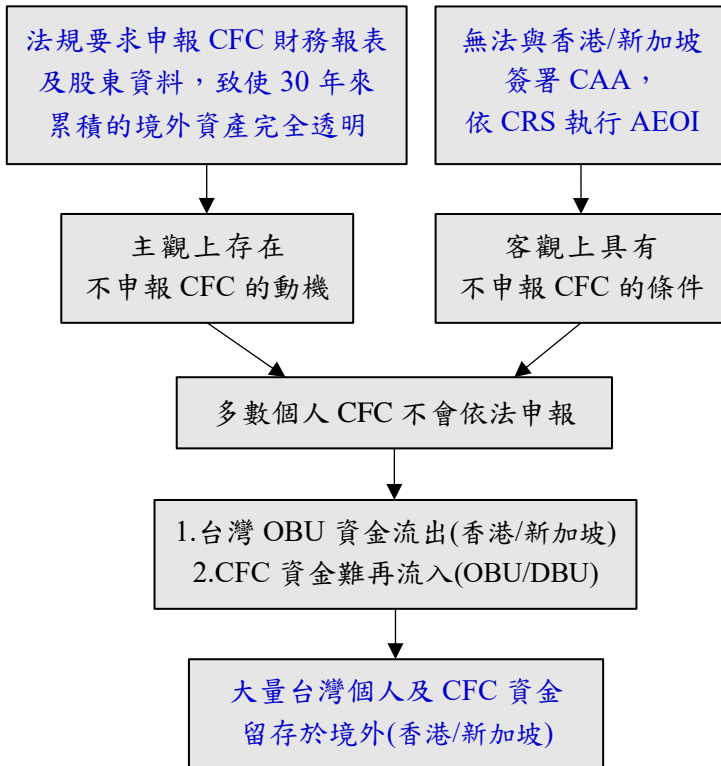 法規要求申報 CFC 財務報表
及股東資料，致使 30 年來
累積的境外資產完全透明
無法與香港/新加坡
簽署 CAA，
依 CRS 執行 AEOI
主觀上存在
不申報 CFC 的動機
客觀上具有
不申報 CFC 的條件
多數個人 CFC 不會依法申報
1.台灣 OBU 資金流出(香港/新加坡)
2.CFC 資金難再流入(OBU/DBU)
大量台灣個人及 CFC 資金
留存於境外(香港/新加坡)